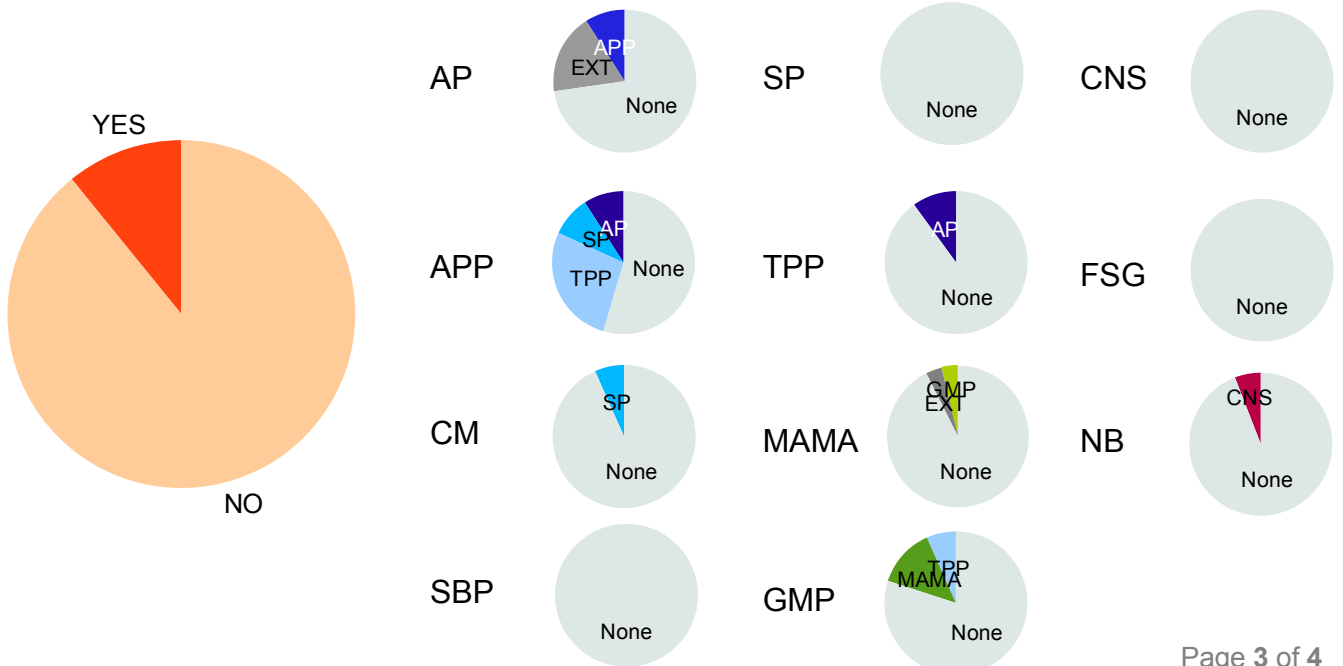 YES
NO
AP
APP
EXT
None
SP
None
CNS
None
APP
AP
SP
TPP
None
TPP
AP
None
FSG
None
CM
SP
None
MAMA
GMP
EXT
None
NB
CNS
None
SBP
None
GMP
TPP
MAMA
None
Page 3 of 4